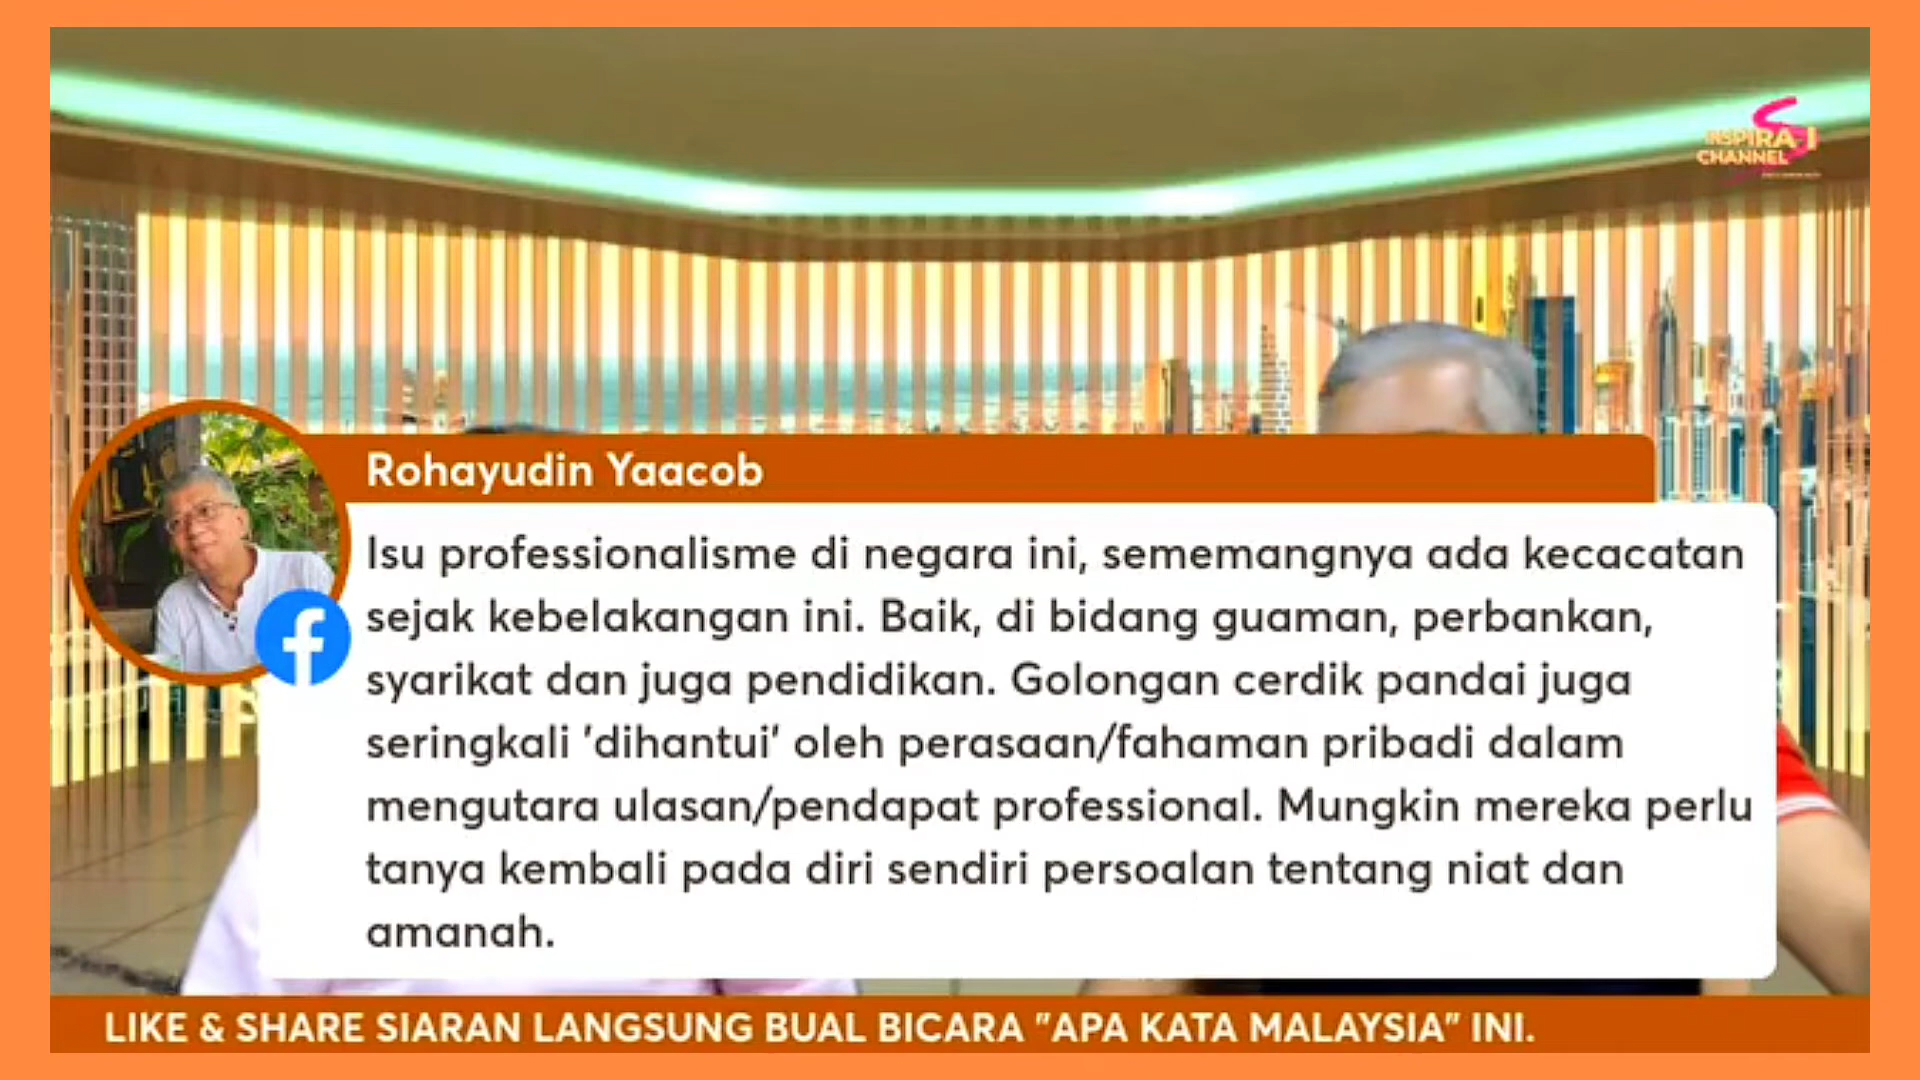 INSPIRASI
CHANNEL
Rohayudin Yaacob
Isu professionalisme di negara ini, sememangnya ada kecacatan
sejak kebelakangan ini. Baik, di bidang guaman, perbankan,
syarikat dan juga pendidikan. Golongan cerdik pandai juga
seringkali 'dihantui' oleh perasaan/fahaman pribadi dalam
mengutara ulasan/pendapat professional. Mungkin mereka perlu
tanya kembali pada diri sendiri persoalan tentang niat dan
amanah.
LIKE & SHARE SIARAN LANGSUNG BUAL BICARA "APA KATA MALAYSIA" INI.